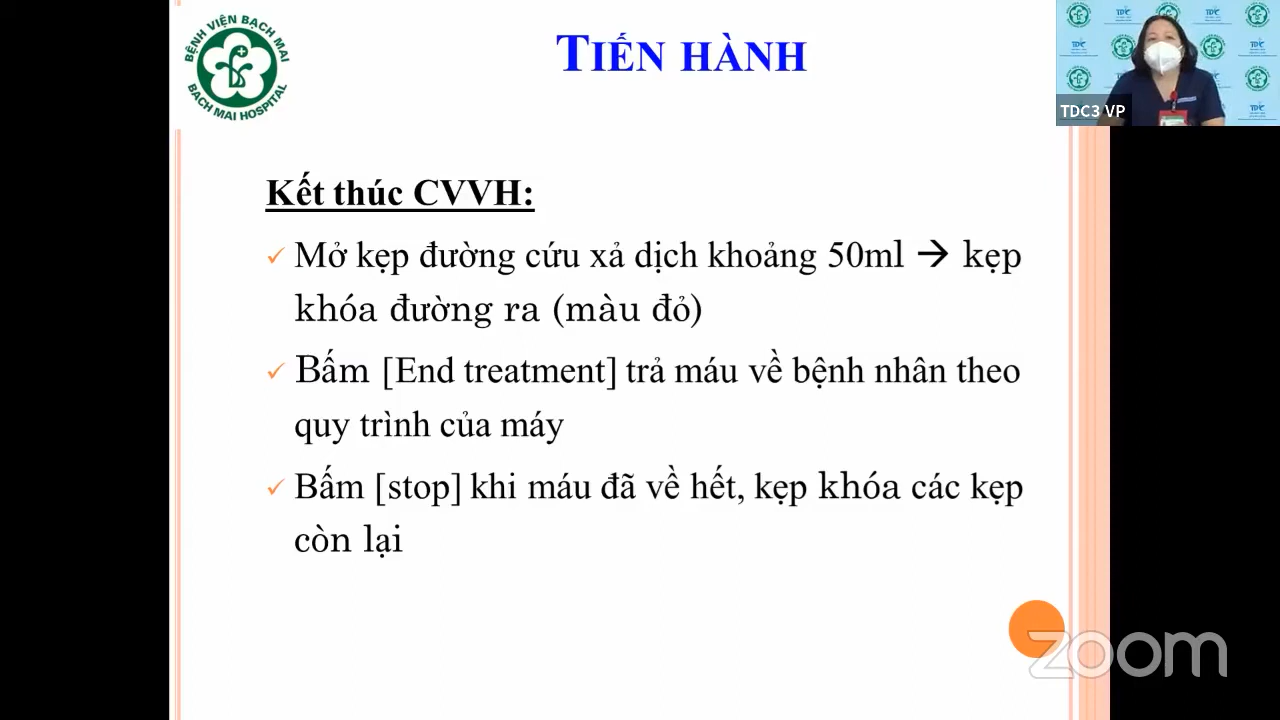 BỆNH VIỆN BẠCH MAI
BACH MAI HOSPITAL
TIẾN HÀNH
TDC3 VP
Kết thúc CVVH:
✓ Mở kẹp đường cứu xả dịch khoảng 50ml → kẹp
khóa đường ra (màu đỏ)
✓ Bấm [End treatment] trả máu về bệnh nhân theo
quy trình của máy
✓ Bấm [stop] khi máu đã về hết, kẹp khóa các kẹp
còn lại
zoom